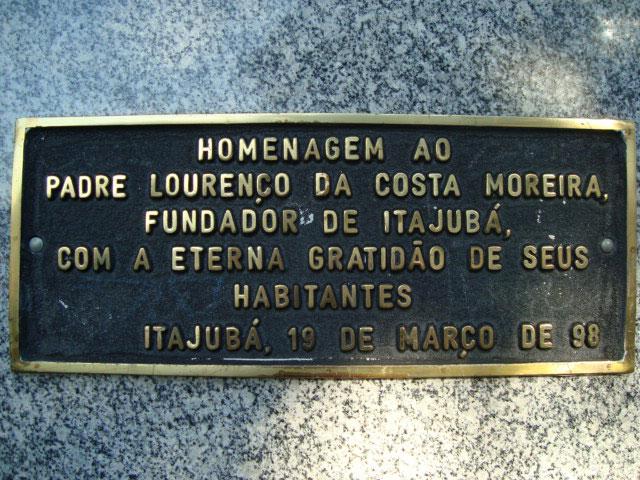 HOMENAGEM AO
PADRE LOURENÇO DA COSTA MOREIRA,
FUNDADOR DE ITAJUBÁ,
COM A ETERNA GRATIDÃO DE SEUS
HABITANTES
ITAJUBÁ, 19 DE MARÇO DE 98